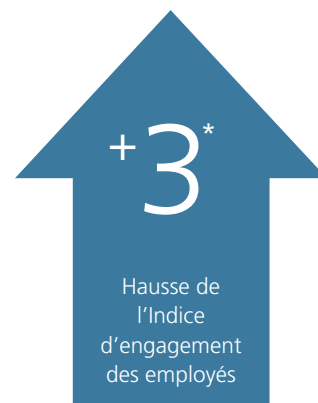 +3*
Hausse de
l'Indice
d'engagement
des employés